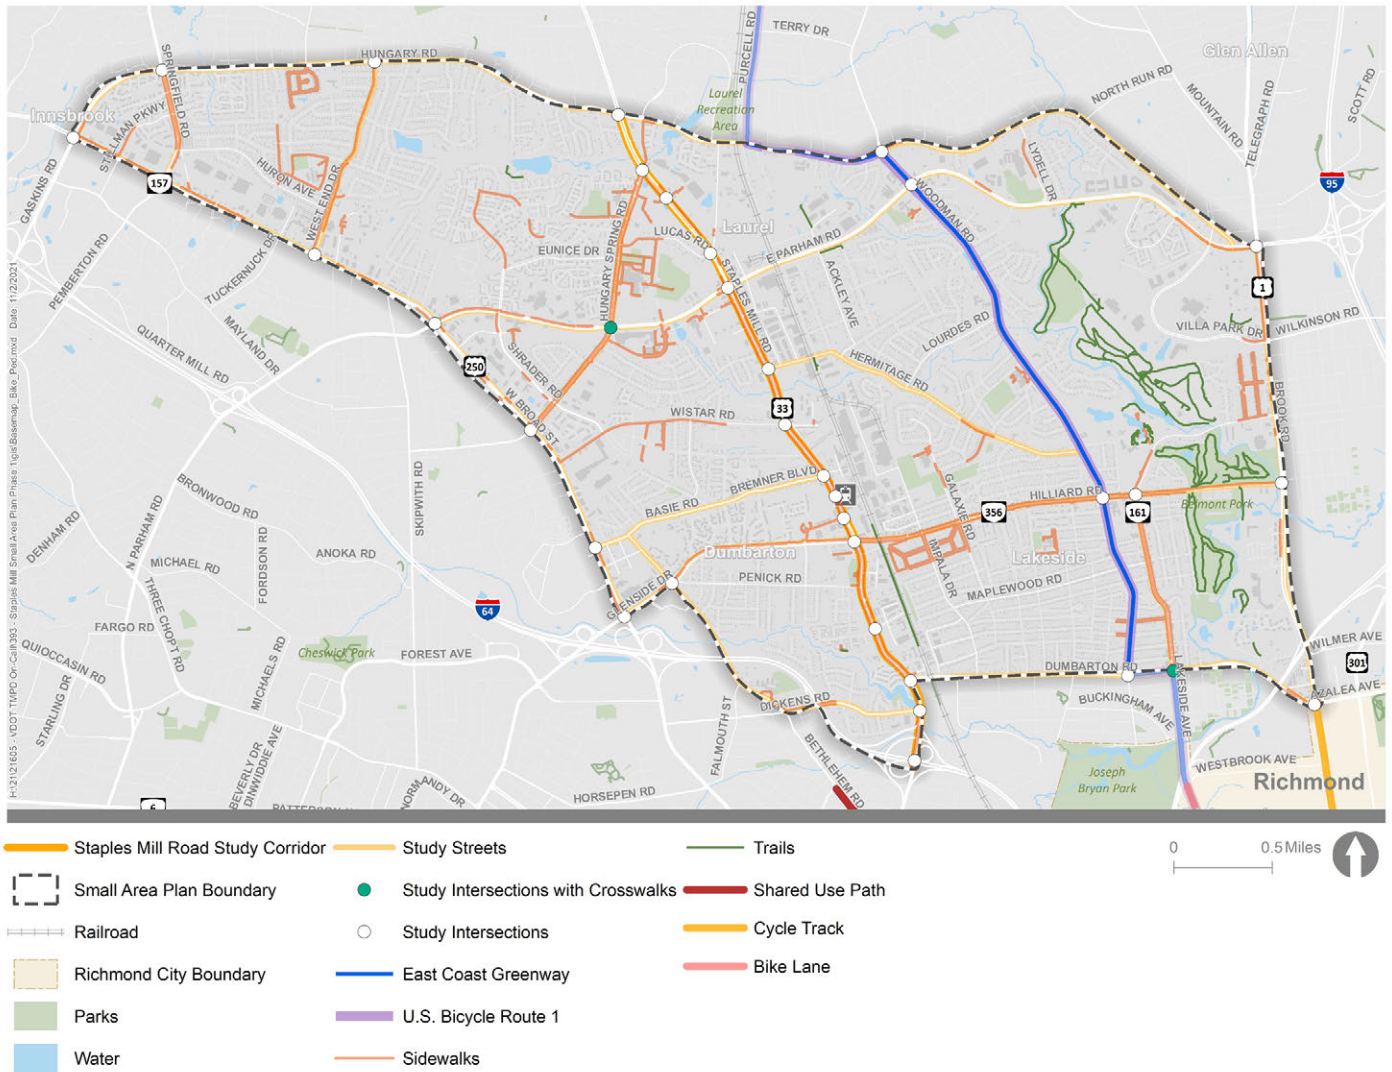 TERRY DR
PURCELL RD
Glen Allen
HUNGARY RD
SPRINGFIELD RD
Innsbrook
STILLMAN PKWY
Laurel
Recreation
Area
NORTH RUN RD
MOUNTAIN RD
TELEGRAPH RD
SCOTT RD
95
GASKINS RD
157
HURON AVE
WEST END DR
LYDELL DR
WOODMAN RD
PEMBERTON RD
TUCKERNUCK DR
EUNICE DR
HUNGARY SPRING RD
LUCAS RD
Laurel
E PARHAM RD
STAPLES MILL RD
ACKLEY AVE
1
MAYLAND DR
QUARTER MILL RD
LOURDES RD
VILLA PARK DR
WILKINSON RD
250
SHRADER RD
HERMITAGE RD
W BROAD ST
33
WISTAR RD
BROOK RD
SKIPWITH RD
BREMNER BLVD
BRONWOOD RD
BASIE RD
GALAXIE RD
HILLIARD RD
356
161
Belmont Park
DENHAM RD
N PARHAM RD
FORDSON RD
ANOKA RD
MICHAEL RD
Dumbarton
IMPALA DR
Lakeside
PENICK RD
MAPLEWOOD RD
GLENSIDE DR
THREE CHOPT RD
64
FARGO RD
QUIOCCASIN RD
MICHAELS RD
Cheswick Park
FOREST AVE
WILMER AVE
301
DUMBARTON RD
LAKESIDE AVE
STARLING DR
BUCKINGHAM AVE
AZALEA AVE
DICKENS RD
FALMOUTH ST
BETHLEHEM RD
BEVERLY DR
DINWIDDIE AVE
WESTBROOK AVE
Joseph
Bryan Park
Richmond
HORSEPEN RD
ANDY DR
6
Staples Mill Road Study Corridor
Small Area Plan Boundary
Railroad
Richmond City Boundary
Parks
Water
Study Streets
Study Intersections with Crosswalks
Study Intersections
East Coast Greenway
U.S. Bicycle Route 1
Sidewalks
Trails
Shared Use Path
Cycle Track
Bike Lane
0 0.5 Miles